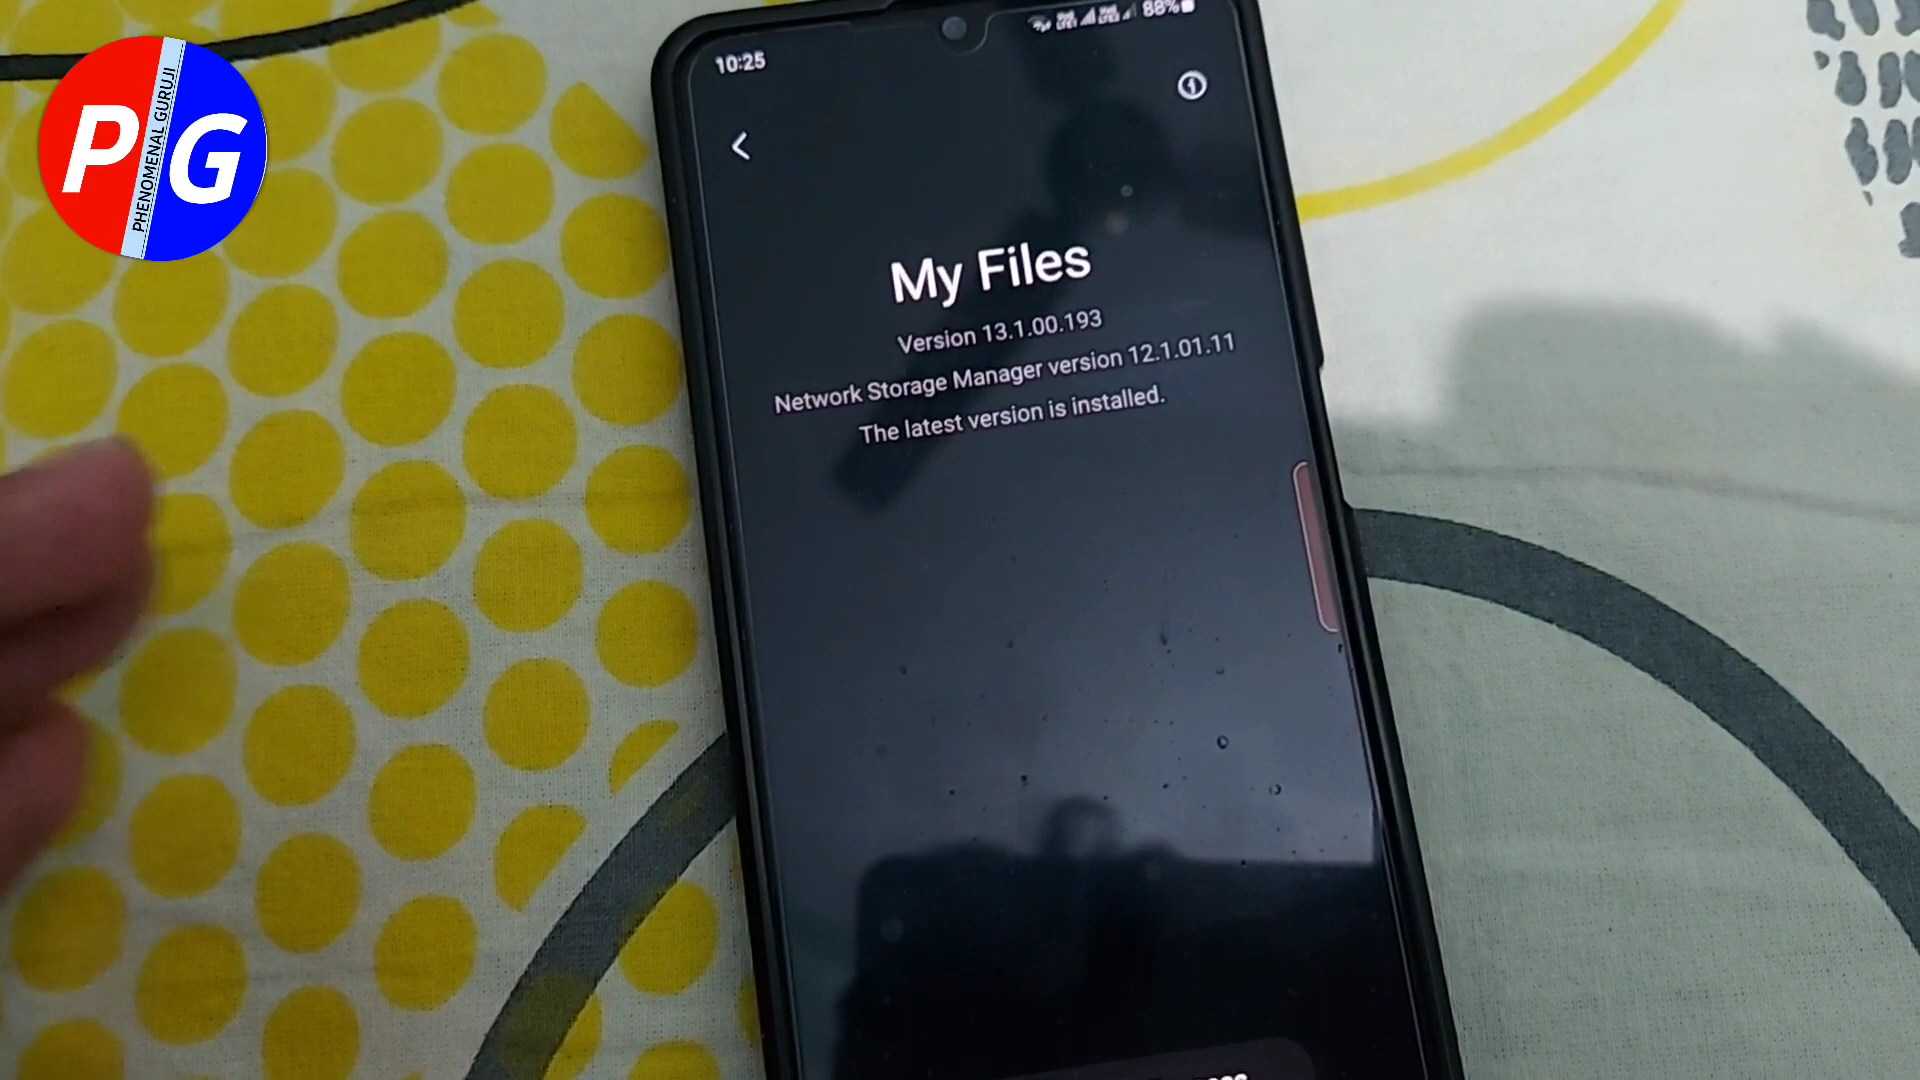 PG
PHENOMENAL GURUJI
10:25
88%
My Files
Version 13.1.00.193
Network Storage Manager version 12.1.01.11
The latest version is installed.